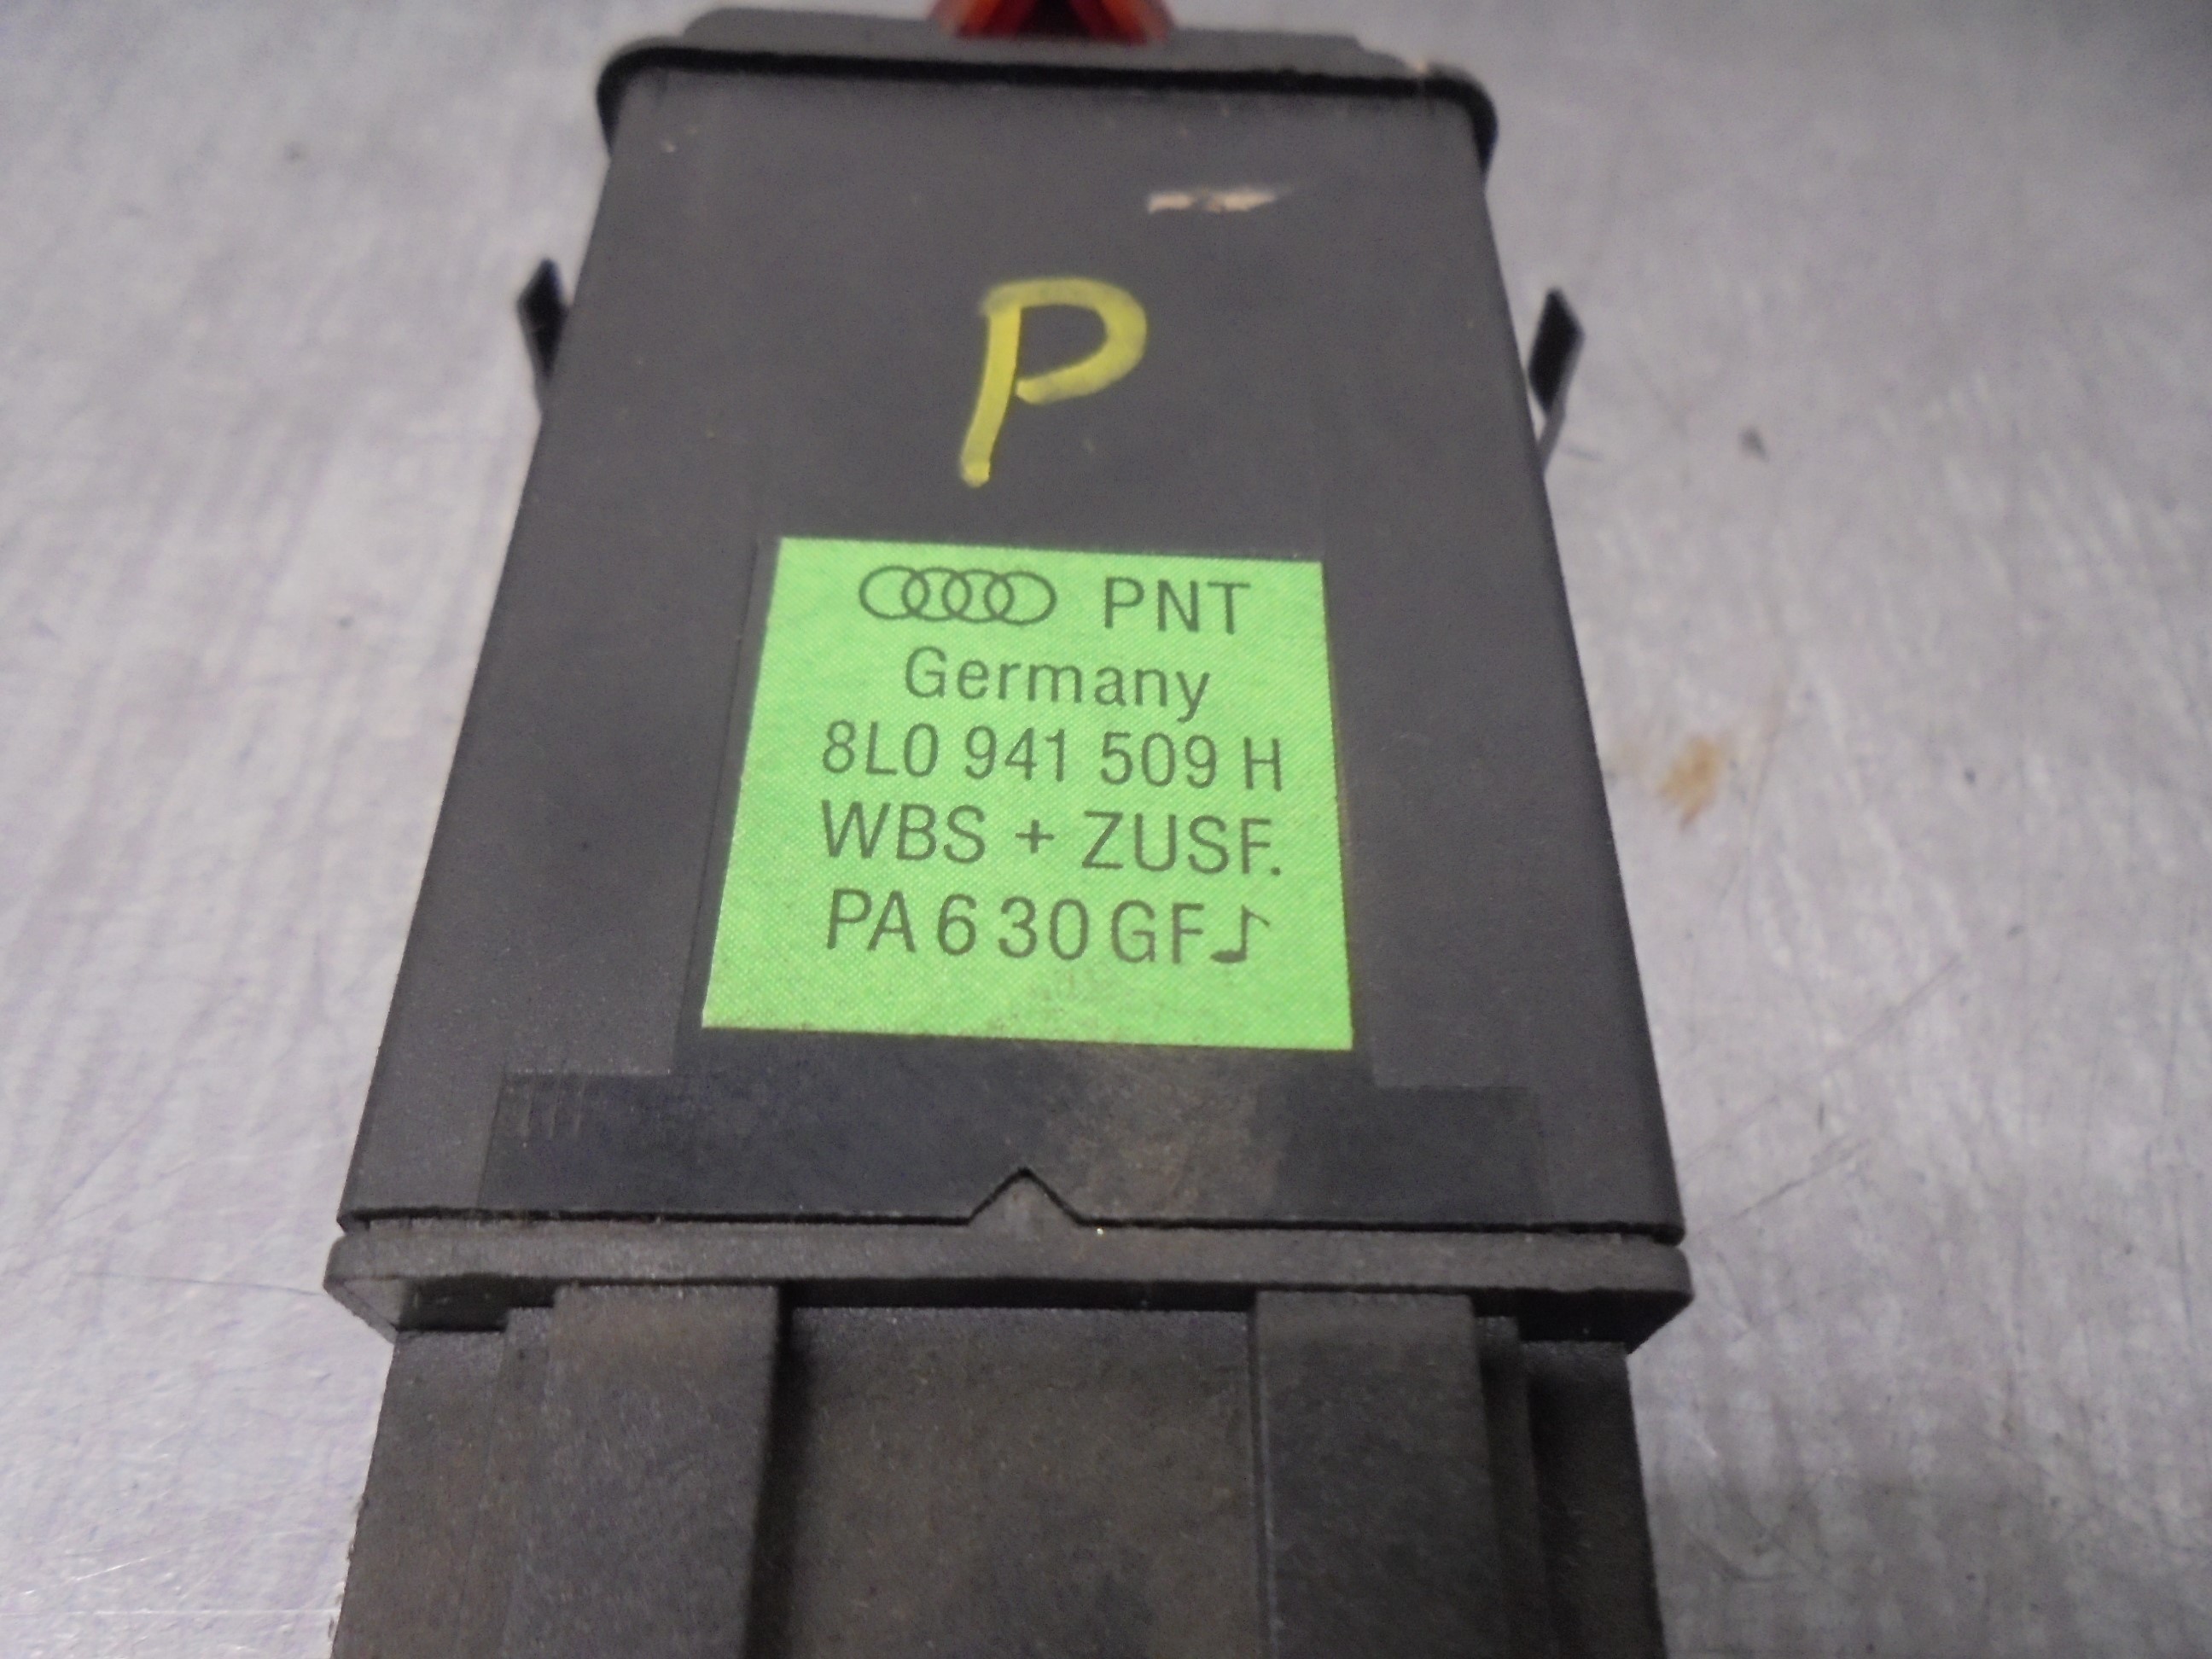 P
PNT
Germany
8L0 941 509 H
WBS + ZUSF.
PA 6 30 GF♪